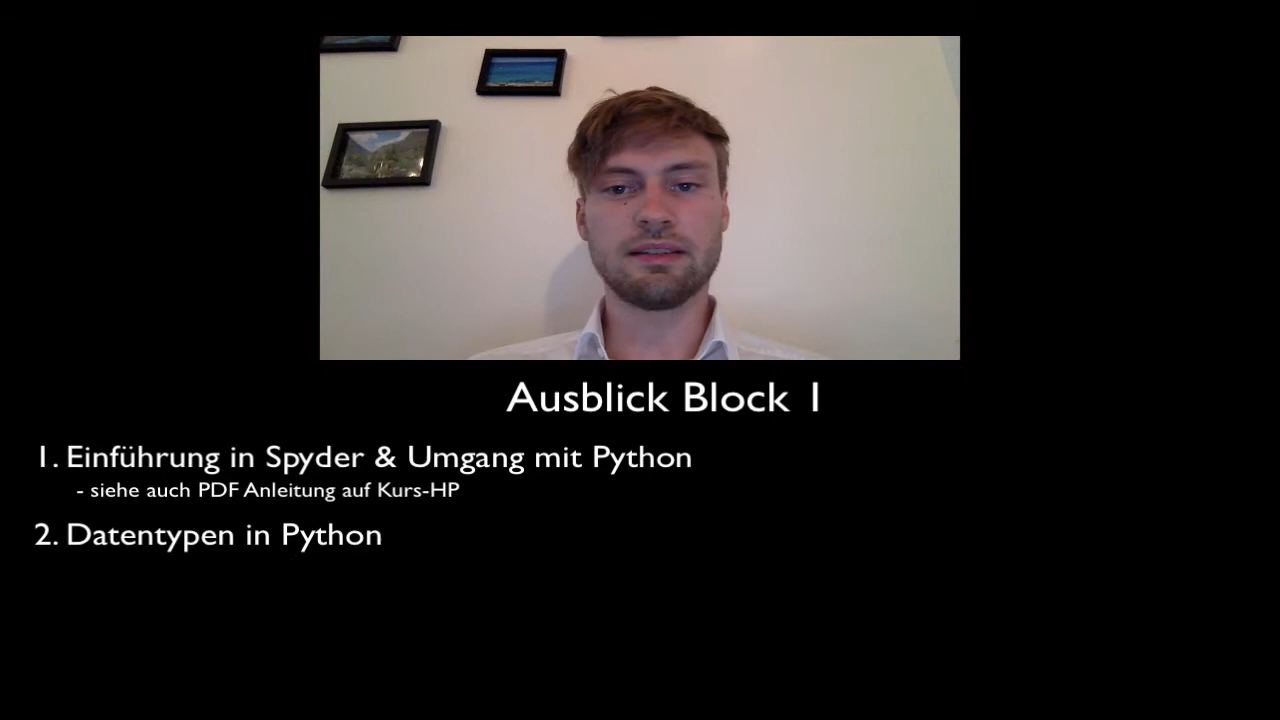 Ausblick Block 1
1. Einführung in Spyder & Umgang mit Python
- siehe auch PDF Anleitung auf Kurs-HP
2. Datentypen in Python